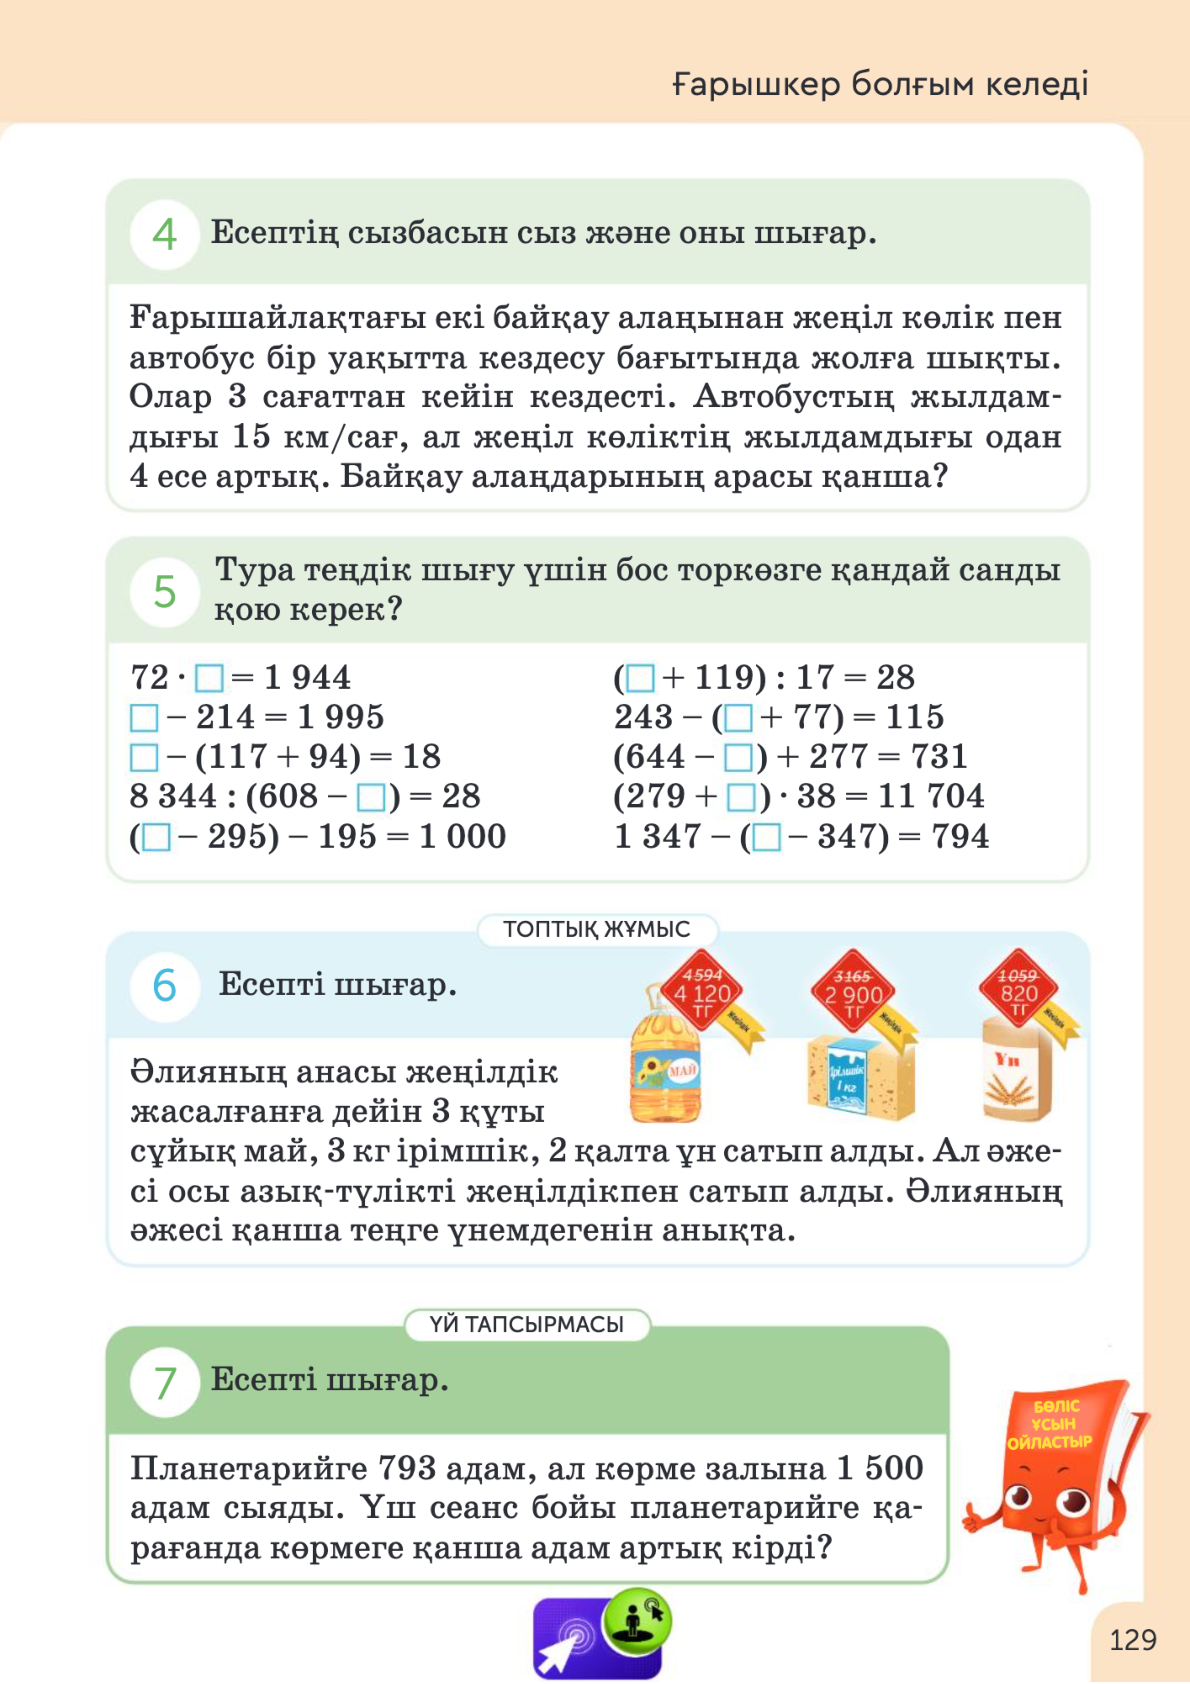 Ғарышкер болғым келеді
4 Есептің сызбасын сыз және оны шығар.
Ғарышайлақтағы екі байқау алаңынан жеңіл көлік пен
автобус бір уақытта кездесу бағытында жолға шықты.
Олар 3 сағаттан кейін кездесті. Автобустың жылдам-
дығы 15 км/сағ, ал жеңіл көліктің жылдамдығы одан
4 есе артық. Байқау алаңдарының арасы қанша?
5 Тура теңдік шығу үшін бос торкөзге қандай санды
қою керек?
72 · □ = 1 944
□ – 214 = 1 995
□ – (117 + 94) = 18
8 344 : (608 – □) = 28
(□ – 295) – 195 = 1 000
(□ + 119) : 17 = 28
243 – (□ + 77) = 115
(644 – □) + 277 = 731
(279 + □) · 38 = 11 704
1 347 – (□ – 347) = 794
ТОПТЫҚ ЖҰМЫС
6 Есепті шығар.
4594
4 120
ТГ
Жеңілдік
МАЙ
3165
2 900
ТГ
Жеңілдік
Ірімшік
1 кг
1059
820
ТГ
Жеңілдік
Ұн
Әлияның анасы жеңілдік
жасалғанға дейін 3 құты
сұйық май, 3 кг ірімшік, 2 қалта ұн сатып алды. Ал әже-
сі осы азық-түлікті жеңілдікпен сатып алды. Әлияның
әжесі қанша теңге үнемдегенін анықта.
ҮЙ ТАПСЫРМАСЫ
7 Есепті шығар.
Планетарийге 793 адам, ал көрме залына 1 500
адам сыяды. Үш сеанс бойы планетарийге қа-
рағанда көрмеге қанша адам артық кірді?
БӨЛІС
ҰСЫН
ОЙЛАСТЫР
129